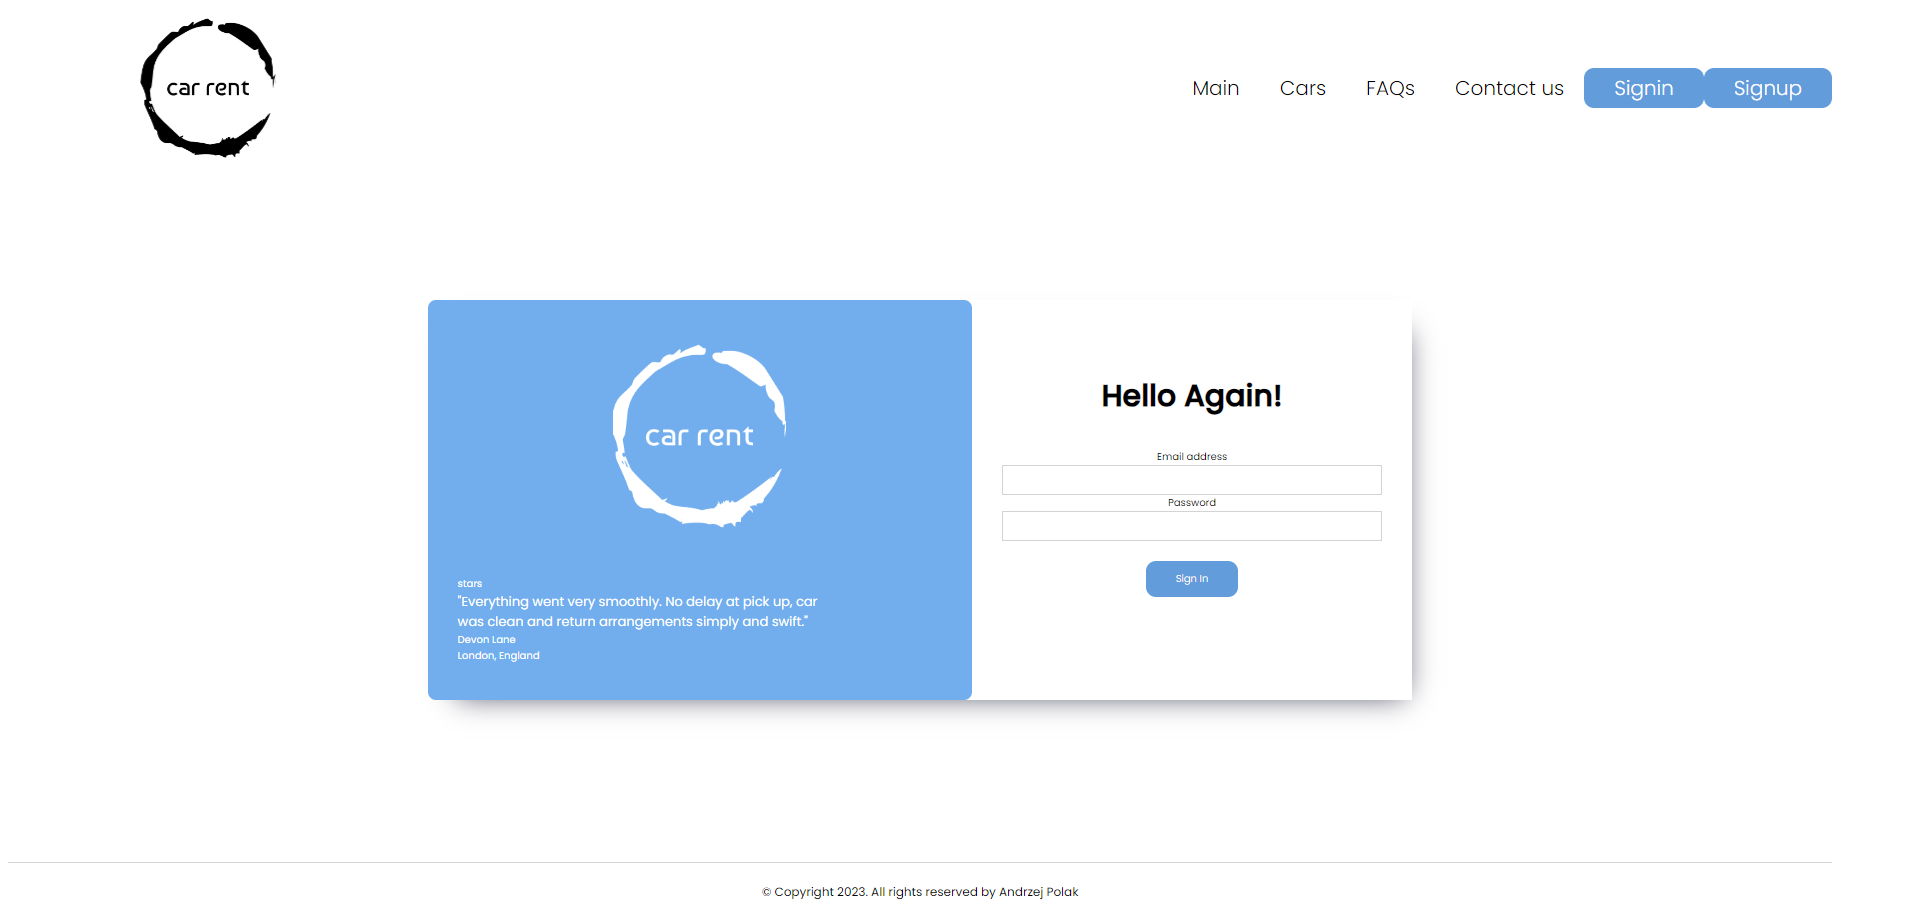 car rent
Main Cars FAQs Contact us Signin Signup
car rent
stars
"Everything went very smoothly. No delay at pick up, car
was clean and return arrangements simply and swift."
Devon Lane
London, England
Hello Again!
Email address
Password
Sign In
© Copyright 2023. All rights reserved by Andrzej Polak